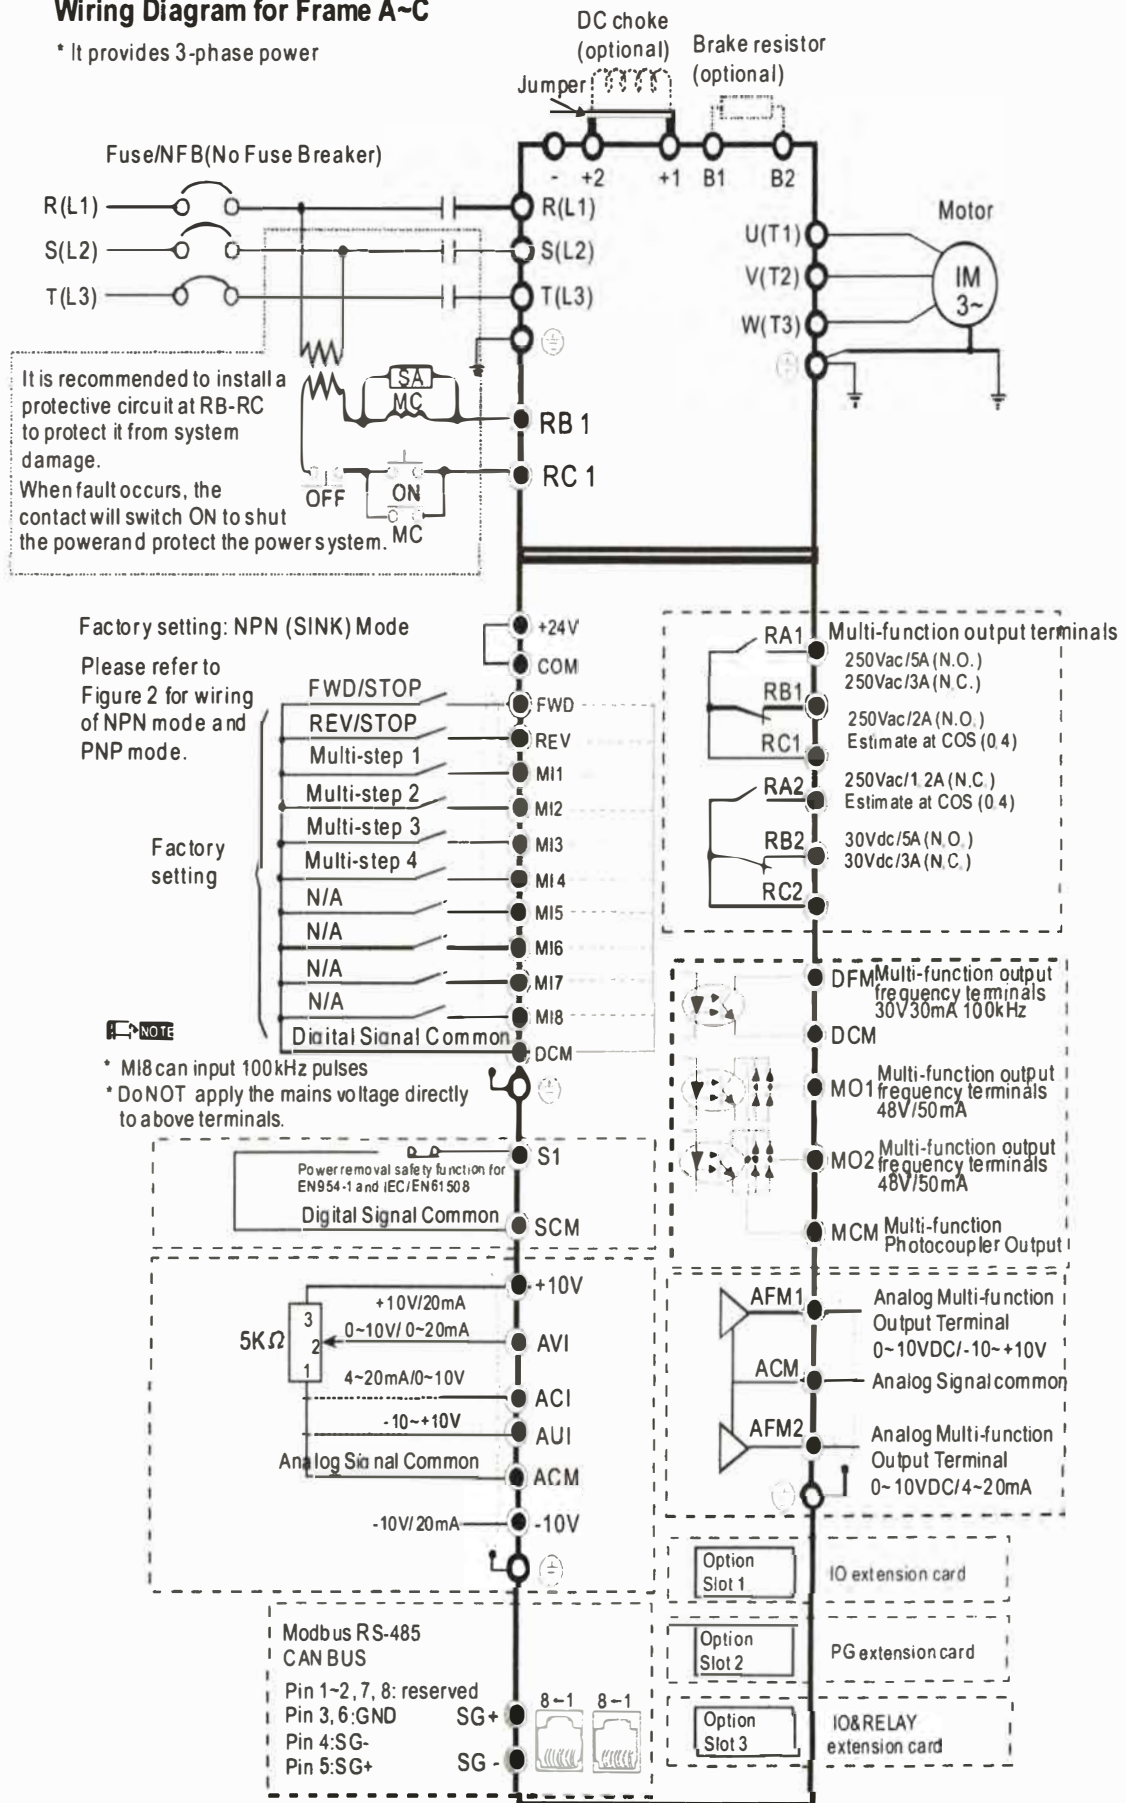 Wiring Diagram for Frame A~C
* It provides 3-phase power
DC choke
(optional)
Brake resistor
(optional)
Jumper
Fuse/NFB(No Fuse Breaker)
- +2 +1 B1 B2
R(L1)
S(L2)
T(L3)
R(L1)
S(L2)
T(L3)
U(T1)
V(T2)
W(T3)
Motor
IM
3~
It is recommended to install a
protective circuit at RB-RC
to protect it from system
damage.
When fault occurs, the
contact will switch ON to shut
the power and protect the power system.
SA
MC
OFF
ON
MC
RB 1
RC 1
Factory setting: NPN (SINK) Mode
Please refer to
Figure 2 for wiring
of NPN mode and
PNP mode.
Factory
setting
+24V
COM
FWD/STOP FWD
REV/STOP REV
Multi-step 1 MI1
Multi-step 2 MI2
Multi-step 3 MI3
Multi-step 4 MI4
N/A MI5
N/A MI6
N/A MI7
N/A MI8
Digital Signal Common DCM
NOTE
* MI8 can input 100kHz pulses
* Do NOT apply the mains voltage directly
to above terminals.
S1
Power removal safety function for
EN954-1 and IEC/EN61508
Digital Signal Common SCM
+10V
+10V/20mA
5KΩ
3
2
1
0~10V/ 0~20mA AVI
4~20mA/0~10V ACI
-10~+10V AUI
Analog Signal Common ACM
-10V/20mA -10V
Modbus RS-485
CAN BUS
Pin 1~2, 7, 8: reserved
Pin 3, 6:GND
Pin 4:SG-
Pin 5:SG+
SG+
SG -
8←1 8←1
RA1
RB1
RC1
RA2
RB2
RC2
Multi-function output terminals
250Vac/5A (N.O.)
250Vac/3A (N.C.)
250Vac/2A (N.O.)
Estimate at COS (0.4)
250Vac/1.2A (N.C.)
Estimate at COS (0.4)
30Vdc/5A (N.O.)
30Vdc/3A (N.C.)
DFM Multi-function output
frequency terminals
30V30mA 100kHz
DCM
MO1 Multi-function output
frequency terminals
48V/50mA
MO2 Multi-function output
frequency terminals
48V/50mA
MCM Multi-function
Photocoupler Output
AFM1 Analog Multi-function
Output Terminal
0~10VDC/-10~+10V
ACM Analog Signal common
AFM2 Analog Multi-function
Output Terminal
0~10VDC/4~20mA
Option
Slot 1
IO extension card
Option
Slot 2
PG extension card
Option
Slot 3
IO&RELAY
extension card